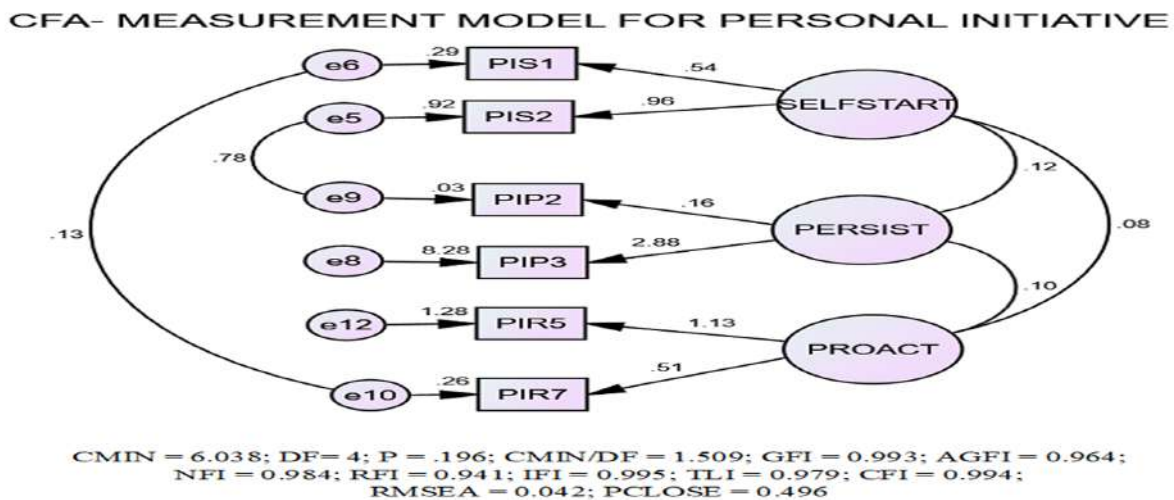 CFA- MEASUREMENT MODEL FOR PERSONAL INITIATIVE
e6 .29 PIS1 .54 SELFSTART
e5 .92 PIS2 .96
.78
e9 .03 PIP2 .16 PERSIST
.12
.13
.08
e8 8.28 PIP3 2.88
.10
e12 1.28 PIR5 1.13 PROACT
e10 .26 PIR7 .51
CMIN = 6.038; DF= 4; P = .196; CMIN/DF = 1.509; GFI = 0.993; AGFI = 0.964;
NFI = 0.984; RFI = 0.941; IFI = 0.995; TLI = 0.979; CFI = 0.994;
RMSEA = 0.042; PCLOSE = 0.496